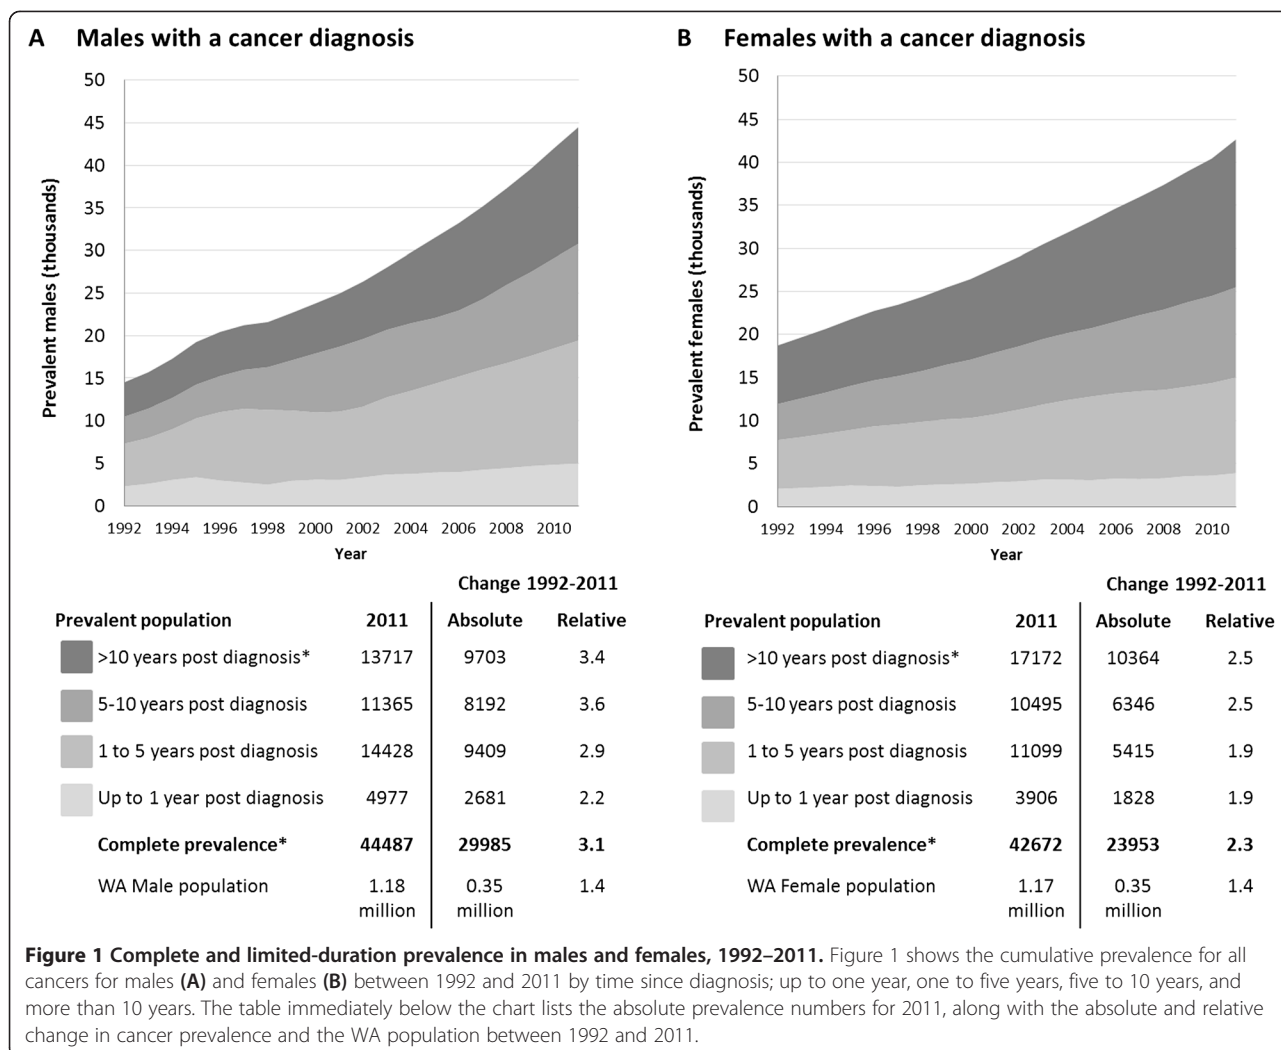 A Males with a cancer diagnosis
50
45
40
35
30
25
20
15
10
5
0
Prevalent males (thousands)
1992 1994 1996 1998 2000 2002 2004 2006 2008 2010
Year
Change 1992-2011
Prevalent population 2011 Absolute Relative
>10 years post diagnosis* 13717 9703 3.4
5-10 years post diagnosis 11365 8192 3.6
1 to 5 years post diagnosis 14428 9409 2.9
Up to 1 year post diagnosis 4977 2681 2.2
Complete prevalence* 44487 29985 3.1
WA Male population 1.18 0.35 1.4
million million
B Females with a cancer diagnosis
50
45
40
35
30
25
20
15
10
5
0
Prevalent females (thousands)
1992 1994 1996 1998 2000 2002 2004 2006 2008 2010
Year
Change 1992-2011
Prevalent population 2011 Absolute Relative
>10 years post diagnosis* 17172 10364 2.5
5-10 years post diagnosis 10495 6346 2.5
1 to 5 years post diagnosis 11099 5415 1.9
Up to 1 year post diagnosis 3906 1828 1.9
Complete prevalence* 42672 23953 2.3
WA Female population 1.17 0.35 1.4
million million
Figure 1 Complete and limited-duration prevalence in males and females, 1992–2011. Figure 1 shows the cumulative prevalence for all
cancers for males (A) and females (B) between 1992 and 2011 by time since diagnosis; up to one year, one to five years, five to 10 years, and
more than 10 years. The table immediately below the chart lists the absolute prevalence numbers for 2011, along with the absolute and relative
change in cancer prevalence and the WA population between 1992 and 2011.